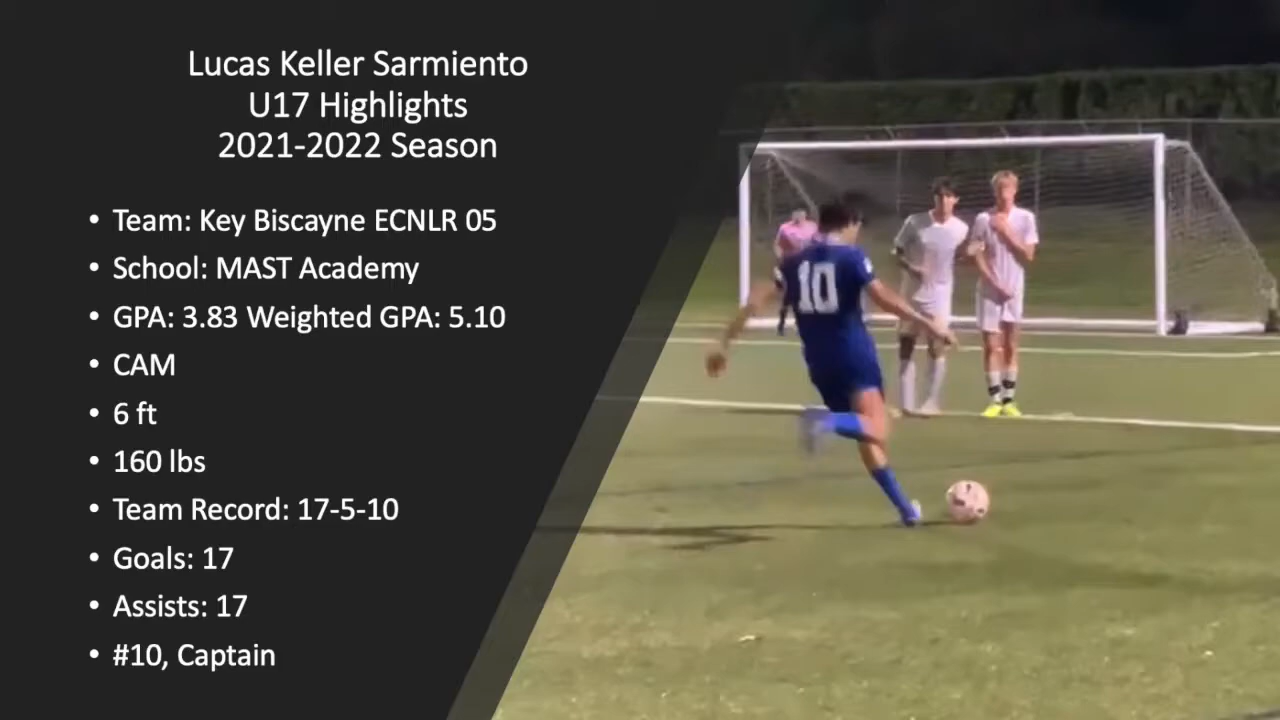 Lucas Keller Sarmiento
U17 Highlights
2021-2022 Season
• Team: Key Biscayne ECNLR 05
• School: MAST Academy
• GPA: 3.83 Weighted GPA: 5.10
• CAM
• 6 ft
• 160 lbs
• Team Record: 17-5-10
• Goals: 17
• Assists: 17
• #10, Captain
10